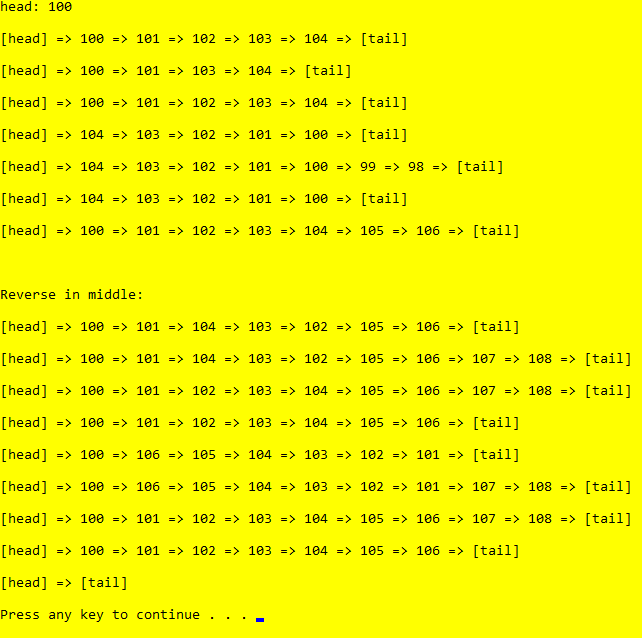 head: 100
[head] => 100 => 101 => 102 => 103 => 104 => [tail]
[head] => 100 => 101 => 103 => 104 => [tail]
[head] => 100 => 101 => 102 => 103 => 104 => [tail]
[head] => 104 => 103 => 102 => 101 => 100 => [tail]
[head] => 104 => 103 => 102 => 101 => 100 => 99 => 98 => [tail]
[head] => 104 => 103 => 102 => 101 => 100 => [tail]
[head] => 100 => 101 => 102 => 103 => 104 => 105 => 106 => [tail]
Reverse in middle:
[head] => 100 => 101 => 104 => 103 => 102 => 105 => 106 => [tail]
[head] => 100 => 101 => 104 => 103 => 102 => 105 => 106 => 107 => 108 => [tail]
[head] => 100 => 101 => 102 => 103 => 104 => 105 => 106 => 107 => 108 => [tail]
[head] => 100 => 101 => 102 => 103 => 104 => 105 => 106 => [tail]
[head] => 100 => 106 => 105 => 104 => 103 => 102 => 101 => [tail]
[head] => 100 => 106 => 105 => 104 => 103 => 102 => 101 => 107 => 108 => [tail]
[head] => 100 => 101 => 102 => 103 => 104 => 105 => 106 => 107 => 108 => [tail]
[head] => 100 => 101 => 102 => 103 => 104 => 105 => 106 => [tail]
[head] => [tail]
Press any key to continue . . .